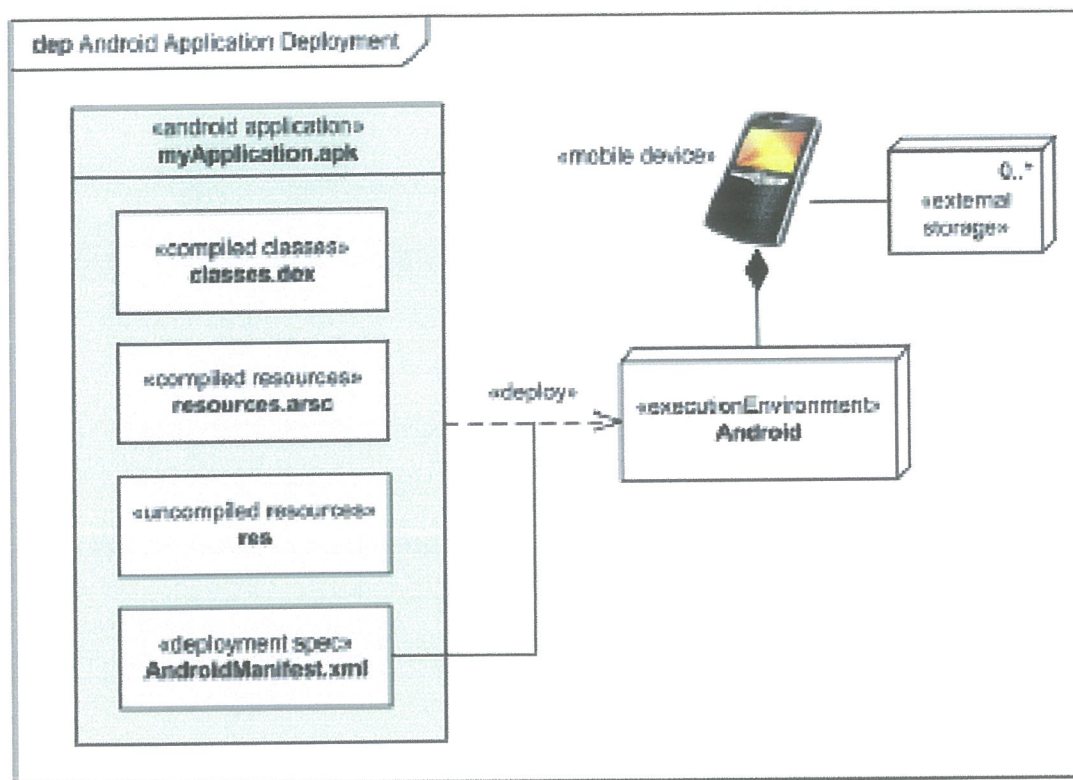 dep Android Application Deployment
«android application»
myApplication.apk
«compiled classes»
classes.dex
«compiled resources»
resources.arsc
«uncompiled resources»
res
«deployment spec»
AndroidManifest.xml
«deploy»
«mobile device»
0..*
«external
storage»
«executionEnvironment»
Android